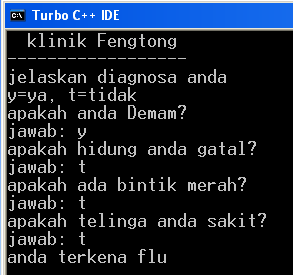 Turbo C++ IDE
klinik Fengtong
------------------
jelaskan diagnosa anda
y=ya, t=tidak
apakah anda Demam?
jawab: y
apakah hidung anda gatal?
jawab: t
apakah ada bintik merah?
jawab: t
apakah telinga anda sakit?
jawab: t
anda terkena flu